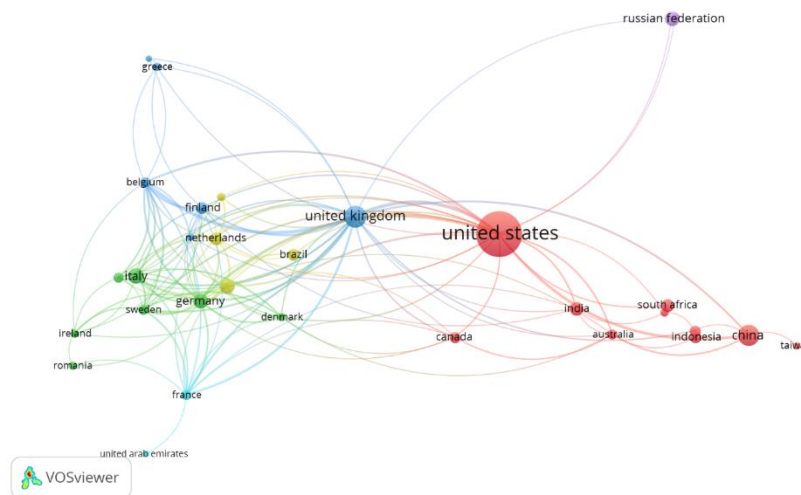 russian federation
greece
belgium
finland
united kingdom
netherlands
united states
brazil
italy
germany
sweden
denmark
south africa
india
ireland
canada
australia
indonesia
china
taiw
romania
france
united arab emirates
VOSviewer